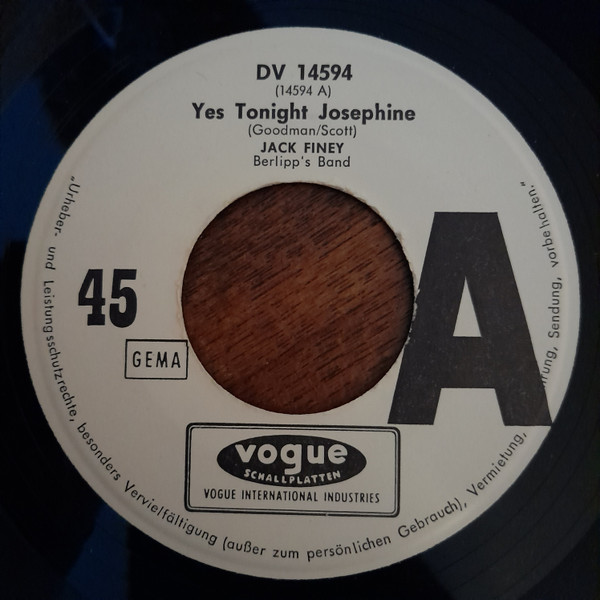 DV 14594
(14594 A)
Yes Tonight Josephine
(Goodman/Scott)
JACK FINEY
Berlipp's Band
45
A
GEMA
vogue
SCHALLPLATTEN
VOGUE INTERNATIONAL INDUSTRIES
„Urheber- und Leistungsschutzrechte, besonders Vervielfältigung (außer zum persönlichen Gebrauch), Vermietung, Sendung, vorbehalten."